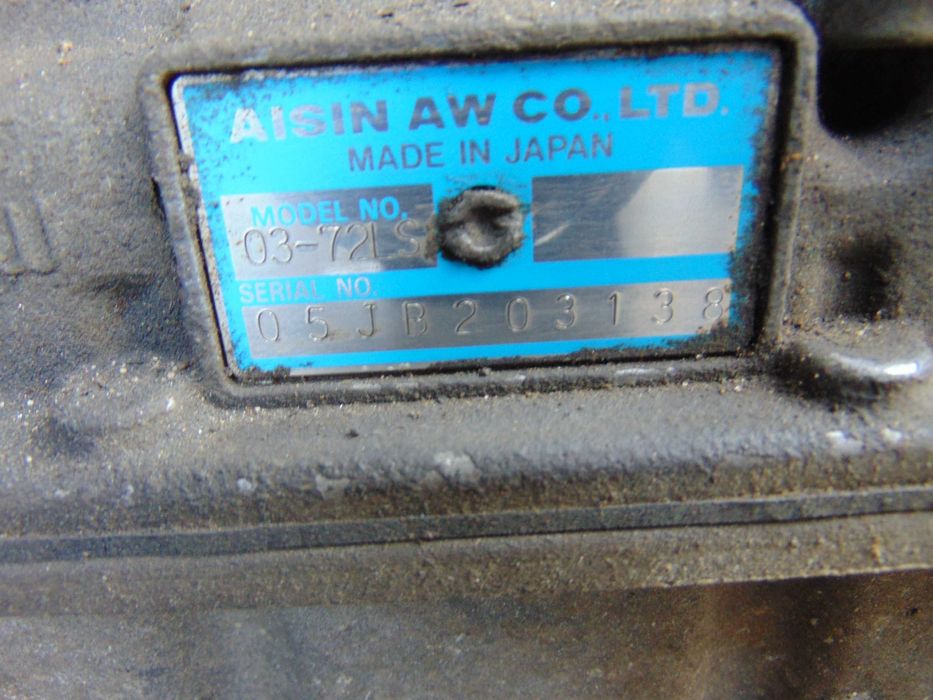 AISIN AW CO., LTD.
MADE IN JAPAN
MODEL NO.
03-72LS
SERIAL NO.
05JB203138